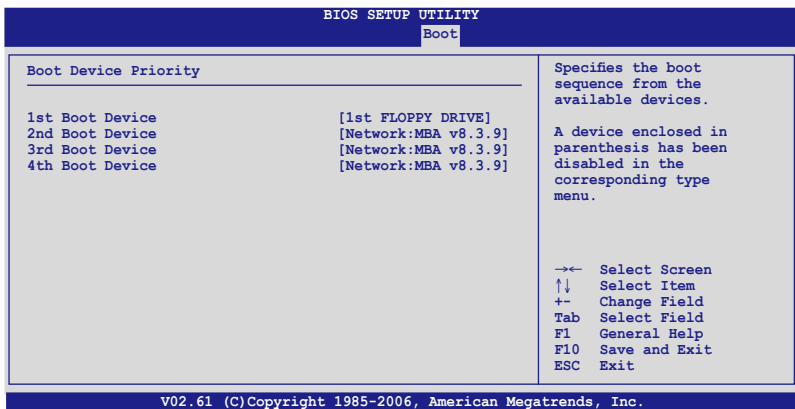 BIOS SETUP UTILITY
Boot
Boot Device Priority
1st Boot Device [1st FLOPPY DRIVE]
2nd Boot Device [Network:MBA v8.3.9]
3rd Boot Device [Network:MBA v8.3.9]
4th Boot Device [Network:MBA v8.3.9]
Specifies the boot
sequence from the
available devices.
A device enclosed in
parenthesis has been
disabled in the
corresponding type
menu.
→← Select Screen
↑↓ Select Item
+- Change Field
Tab Select Field
F1 General Help
F10 Save and Exit
ESC Exit
V02.61 (C)Copyright 1985-2006, American Megatrends, Inc.